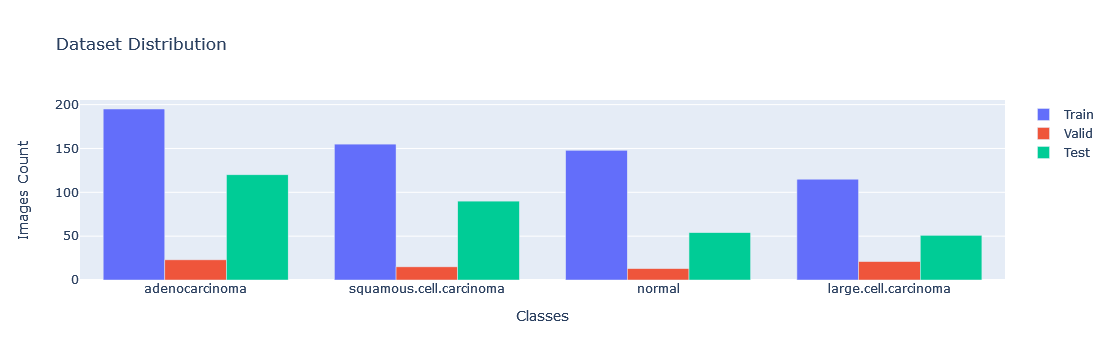 Dataset Distribution
Images Count
200
150
100
50
0
adenocarcinoma
squamous.cell.carcinoma
normal
large.cell.carcinoma
Classes
Train
Valid
Test